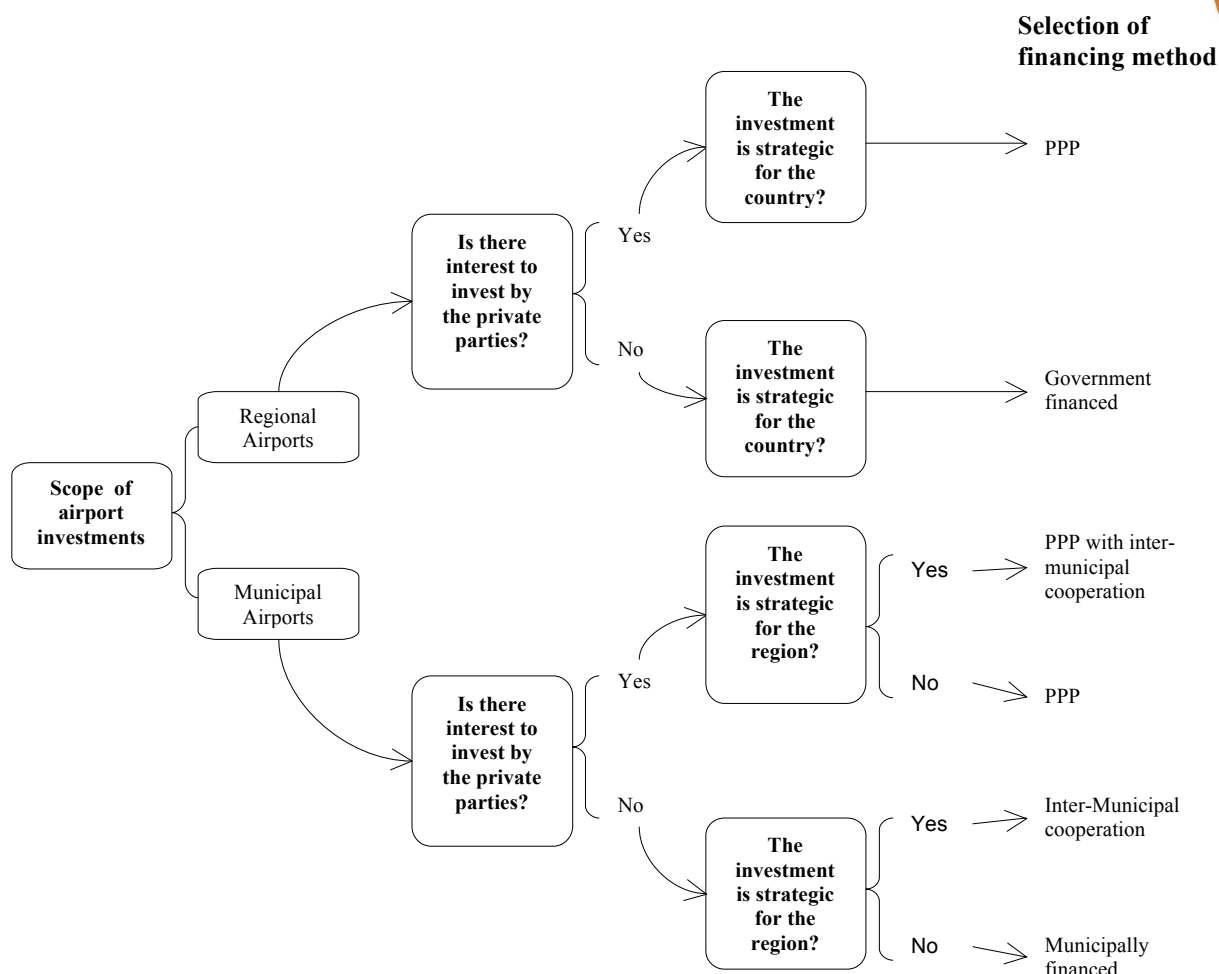 Selection of
financing method
The
investment
is strategic
for the
country?
PPP
Is there
interest to
invest by
the private
parties?
Yes
No
The
investment
is strategic
for the
country?
Government
financed
Regional
Airports
Scope of
airport
investments
Municipal
Airports
The
investment
is strategic
for the
region?
Yes
PPP with inter-
municipal
cooperation
No
PPP
Is there
interest to
invest by
the private
parties?
Yes
No
The
investment
is strategic
for the
region?
Yes
Inter-Municipal
cooperation
No
Municipally
financed